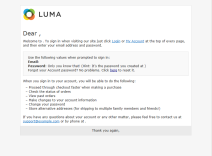 LUMA
Dear ,
Welcome to . To sign in when visiting our site just click Login or My Account at the top of every page,
and then enter your email address and password.
Use the following values when prompted to sign in:
Email:
Password: Only you know that! (Hint: It's the password you created at )
Forgot your account password? No problem. Click here to reset it.
When you sign in to your account, you will be able to do the following:
- Proceed through checkout faster when making a purchase
- Check the status of orders
- View past orders
- Make changes to your account information
- Change your password
- Store alternative addresses (for shipping to multiple family members and friends!)
If you have any questions about your account or any other matter, please feel free to contact us at
support@example.com or by phone at .
Thank you again,